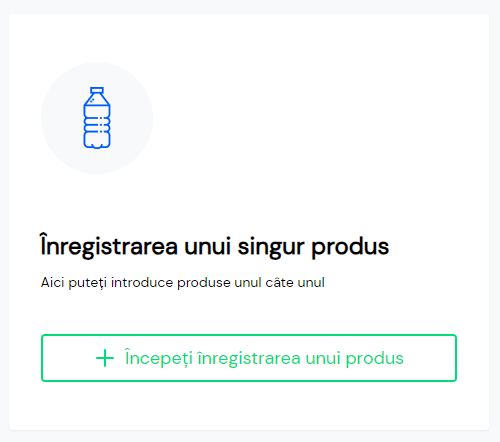 Înregistrarea unui singur produs
Aici puteți introduce produse unul câte unul
Începeți înregistrarea unui produs